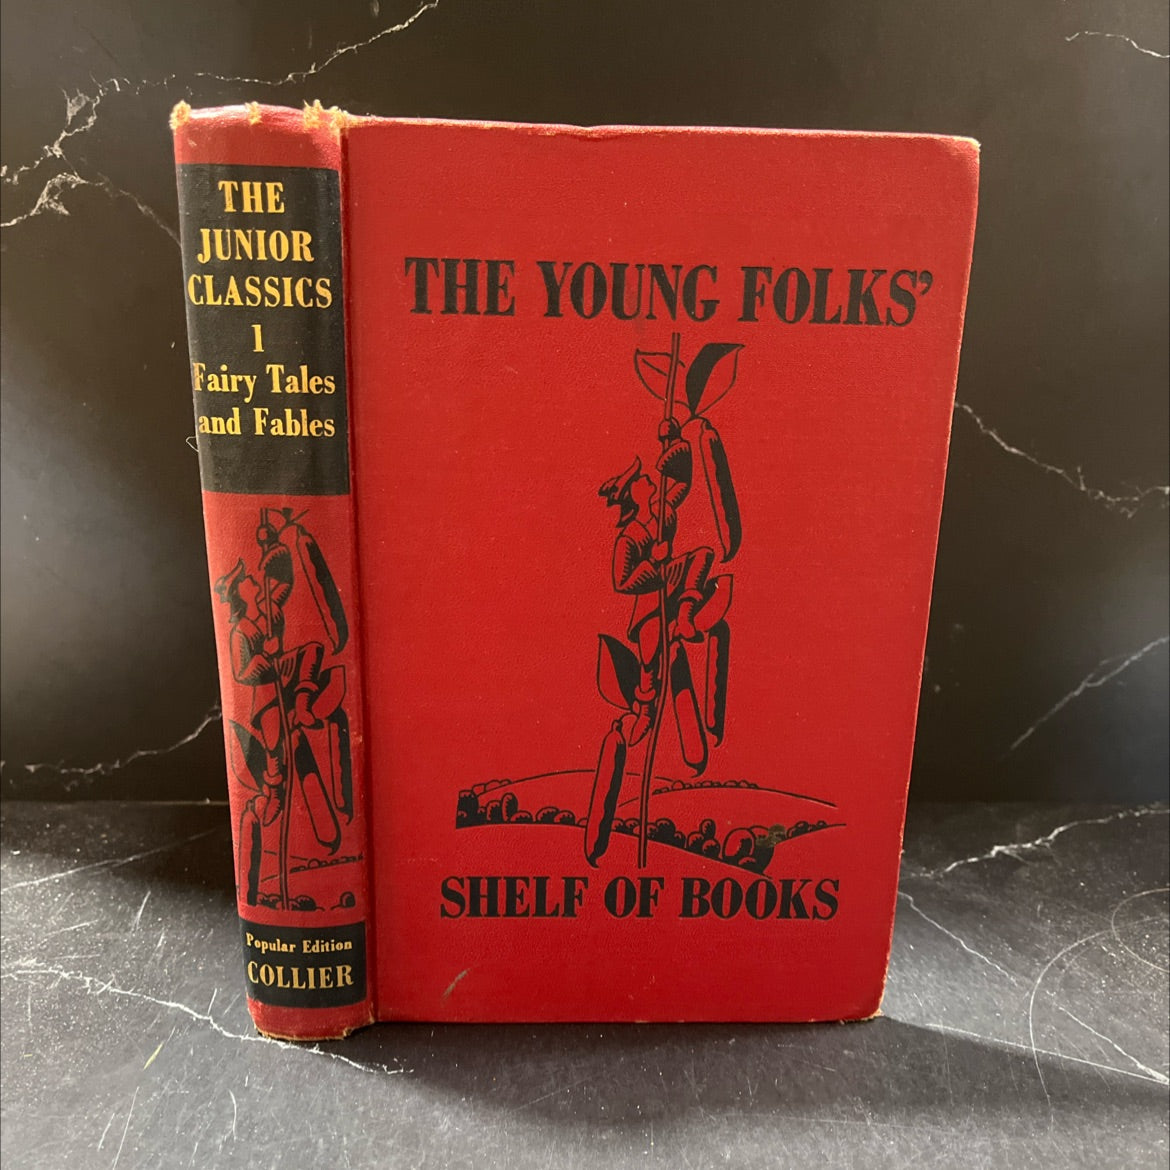 THE
JUNIOR
CLASSICS
1
Fairy Tales
and Fables
Popular Edition
COLLIER
THE YOUNG FOLKS'
SHELF OF BOOKS